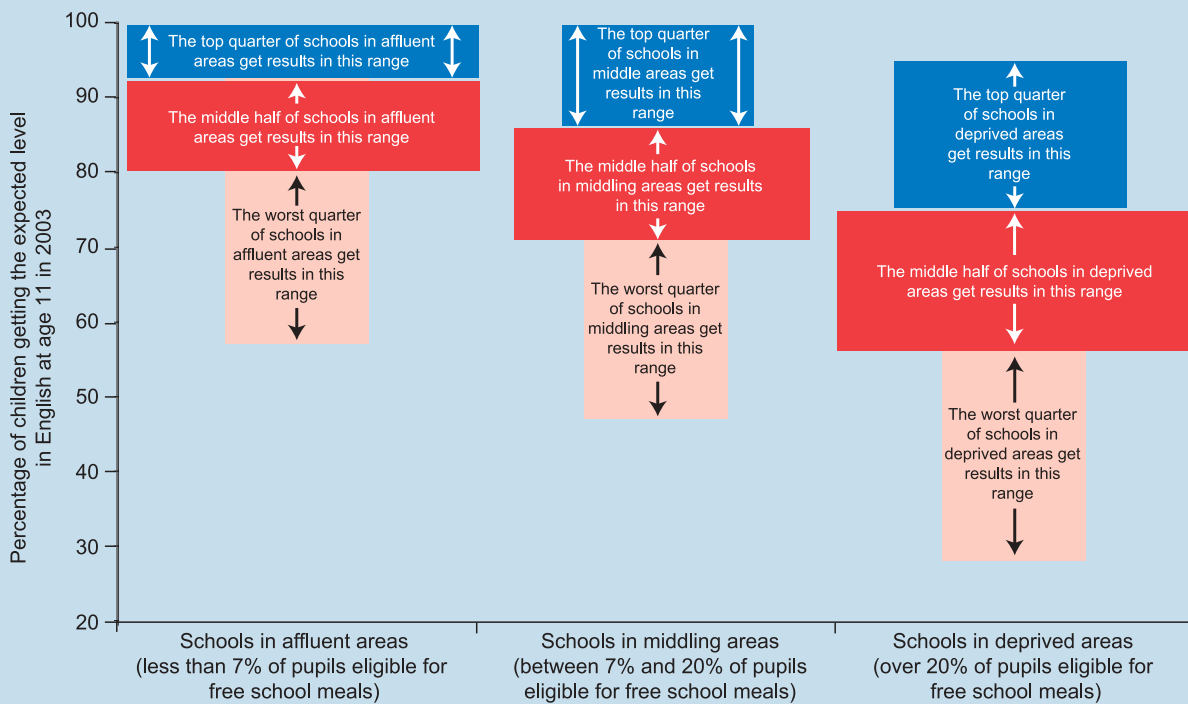 Percentage of children getting the expected level
in English at age 11 in 2003
100
90
80
70
60
50
40
30
20
The top quarter of schools in affluent
areas get results in this range
The middle half of schools in affluent
areas get results in this range
The worst quarter
of schools in
affluent areas get
results in this
range
The top quarter
of schools in
middle areas get
results in this
range
The middle half of schools
in middling areas get results
in this range
The worst quarter
of schools in
middling areas get
results in this
range
The top quarter
of schools in
deprived areas
get results in
this range
The middle half of schools in deprived
areas get results in this range
The worst quarter
of schools in
deprived areas get
results in this
range
Schools in affluent areas
(less than 7% of pupils eligible for
free school meals)
Schools in middling areas
(between 7% and 20% of pupils
eligible for free school meals)
Schools in deprived areas
(over 20% of pupils eligible for
free school meals)